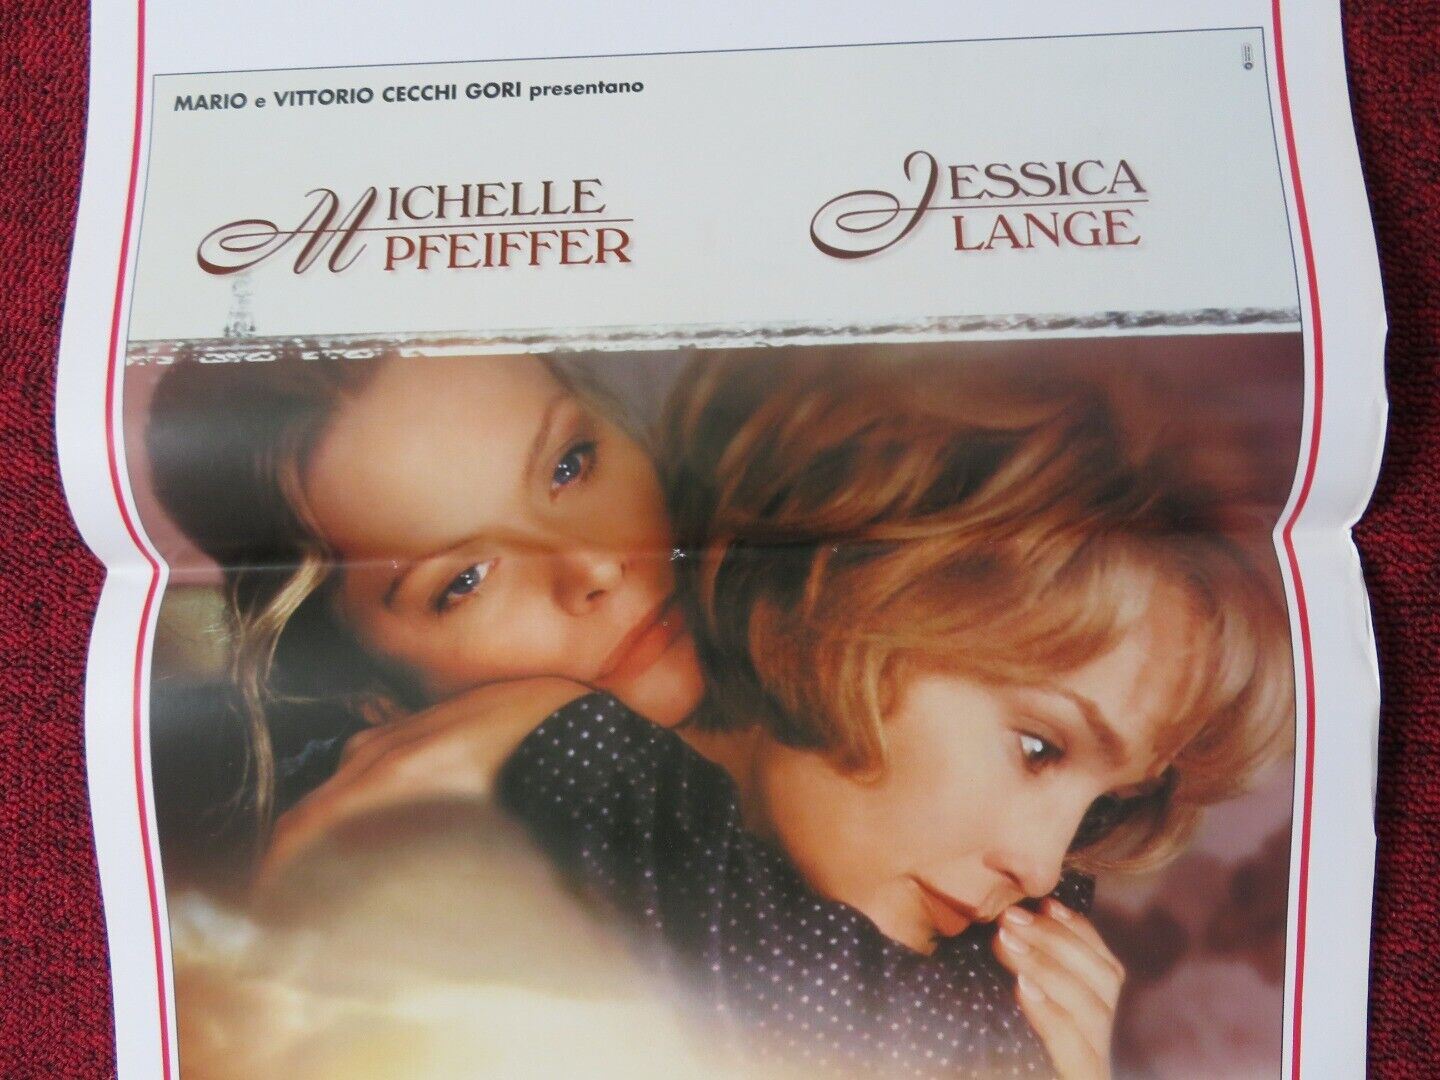 MARIO e VITTORIO CECCHI GORI presentano
MICHELLE PFEIFFER
JESSICA LANGE